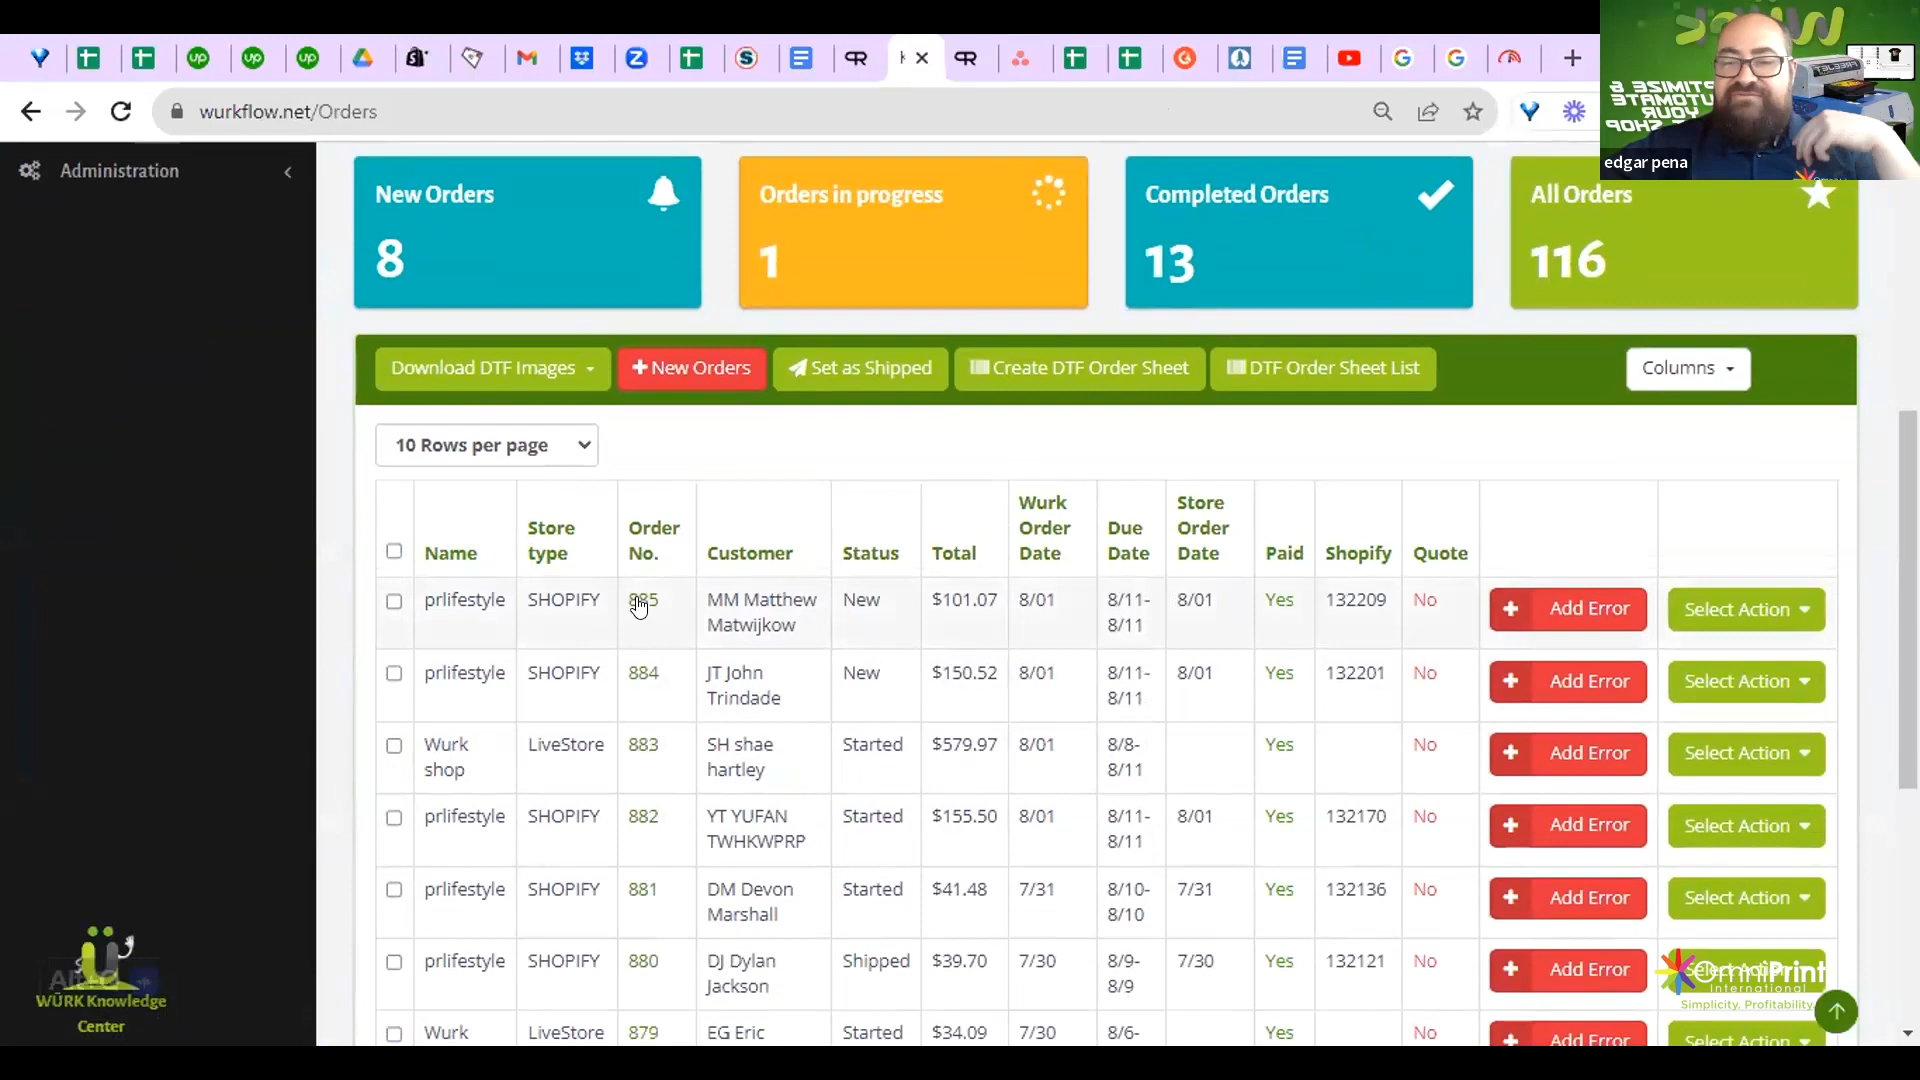 wurkflow.net/Orders
edgar pena
Administration
New Orders
8
Orders in progress
1
Completed Orders
13
All Orders
116
Download DTF Images
New Orders
Set as Shipped
Create DTF Order Sheet
DTF Order Sheet List
Columns
10 Rows per page
Name Store type Order No. Customer Status Total Wurk Order Date Due Date Store Order Date Paid Shopify Quote
prlifestyle SHOPIFY 885 MM Matthew Matwijkow New $101.07 8/01 8/11-8/11 8/01 Yes 132209 No Add Error Select Action
prlifestyle SHOPIFY 884 JT John Trindade New $150.52 8/01 8/11-8/11 8/01 Yes 132201 No Add Error Select Action
Wurk shop LiveStore 883 SH shae hartley Started $579.97 8/01 8/8-8/11 Yes No Add Error Select Action
prlifestyle SHOPIFY 882 YT YUFAN TWHKWPRP Started $155.50 8/01 8/11-8/11 8/01 Yes 132170 No Add Error Select Action
prlifestyle SHOPIFY 881 DM Devon Marshall Started $41.48 7/31 8/10-8/10 7/31 Yes 132136 No Add Error Select Action
prlifestyle SHOPIFY 880 DJ Dylan Jackson Shipped $39.70 7/30 8/9-8/9 7/30 Yes 132121 No Add Error Select Action
Wurk LiveStore 879 EG Eric Started $34.09 7/30 8/6- Yes No Add Error Select Action
OmniPrint
International
Simplicity. Profitability.
WÜRK Knowledge
Center